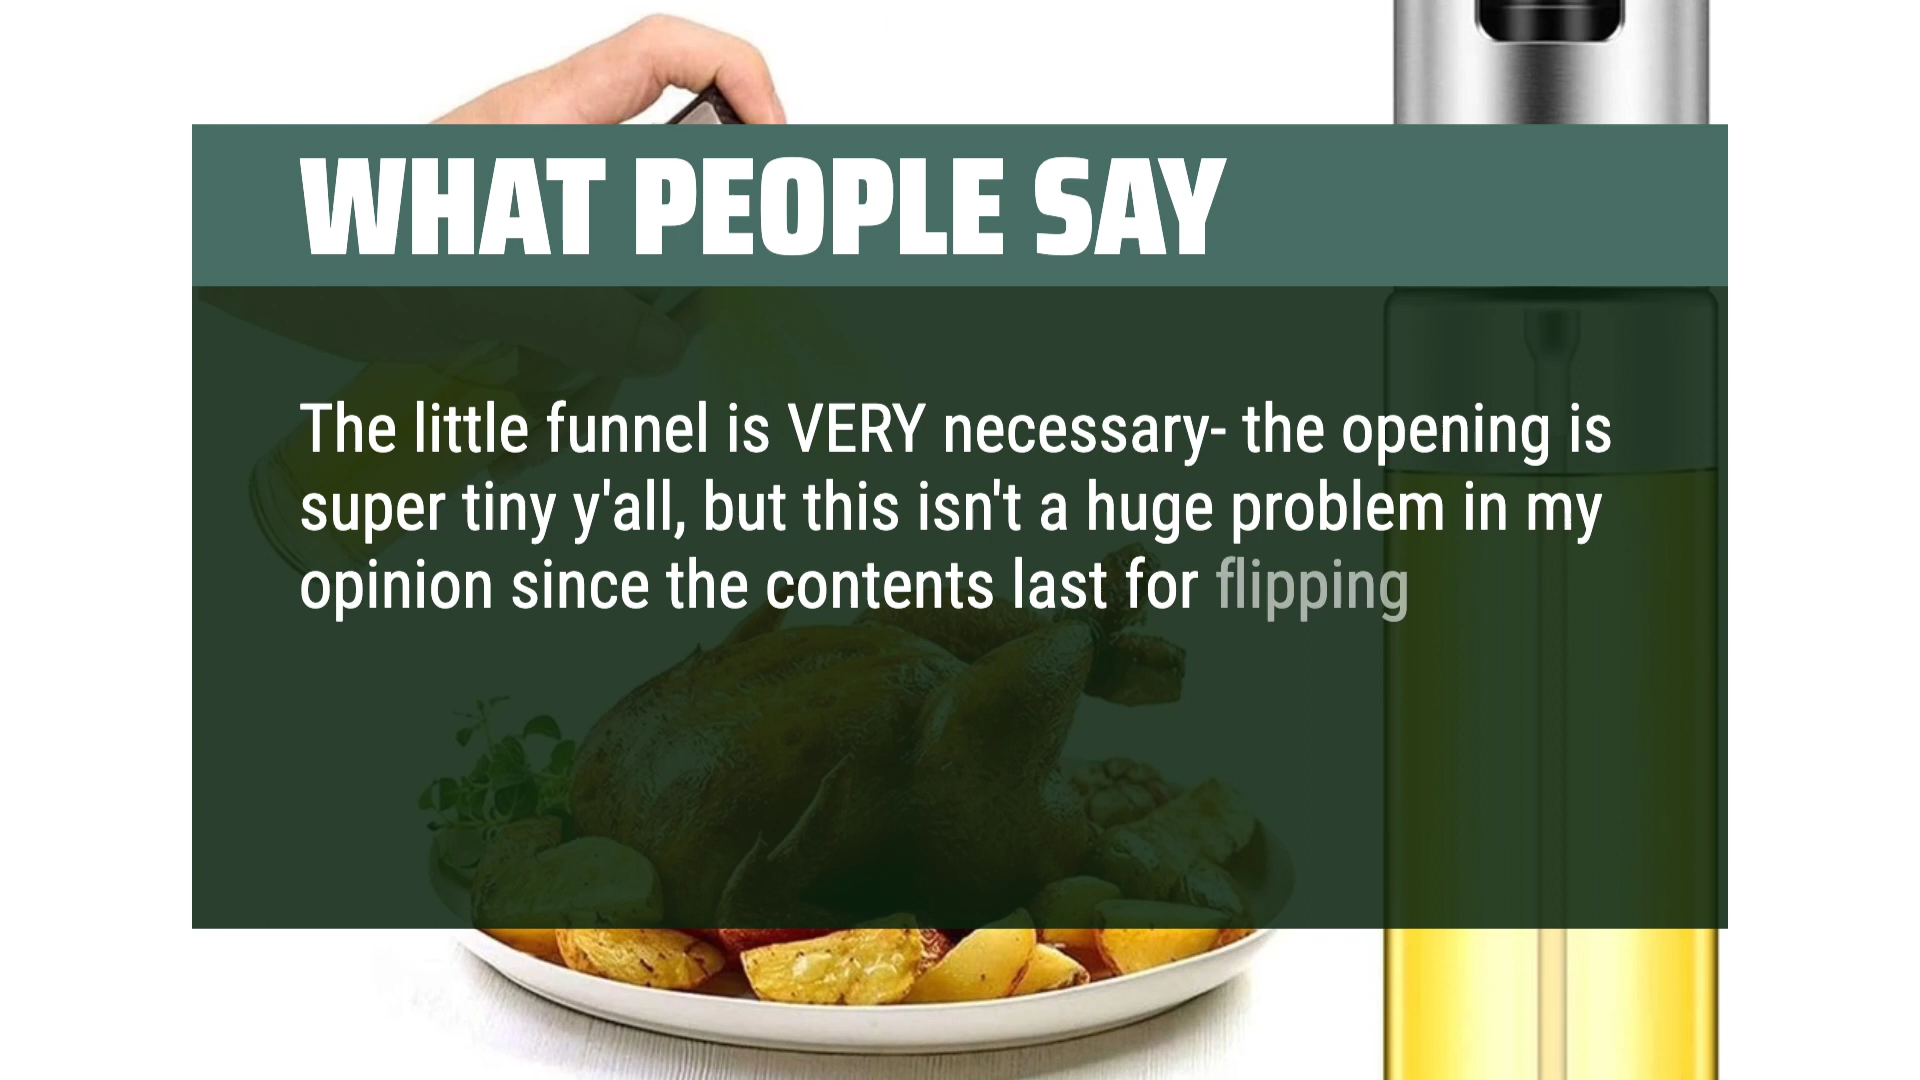 WHAT PEOPLE SAY
The little funnel is VERY necessary- the opening is
super tiny y'all, but this isn't a huge problem in my
opinion since the contents last for flipping